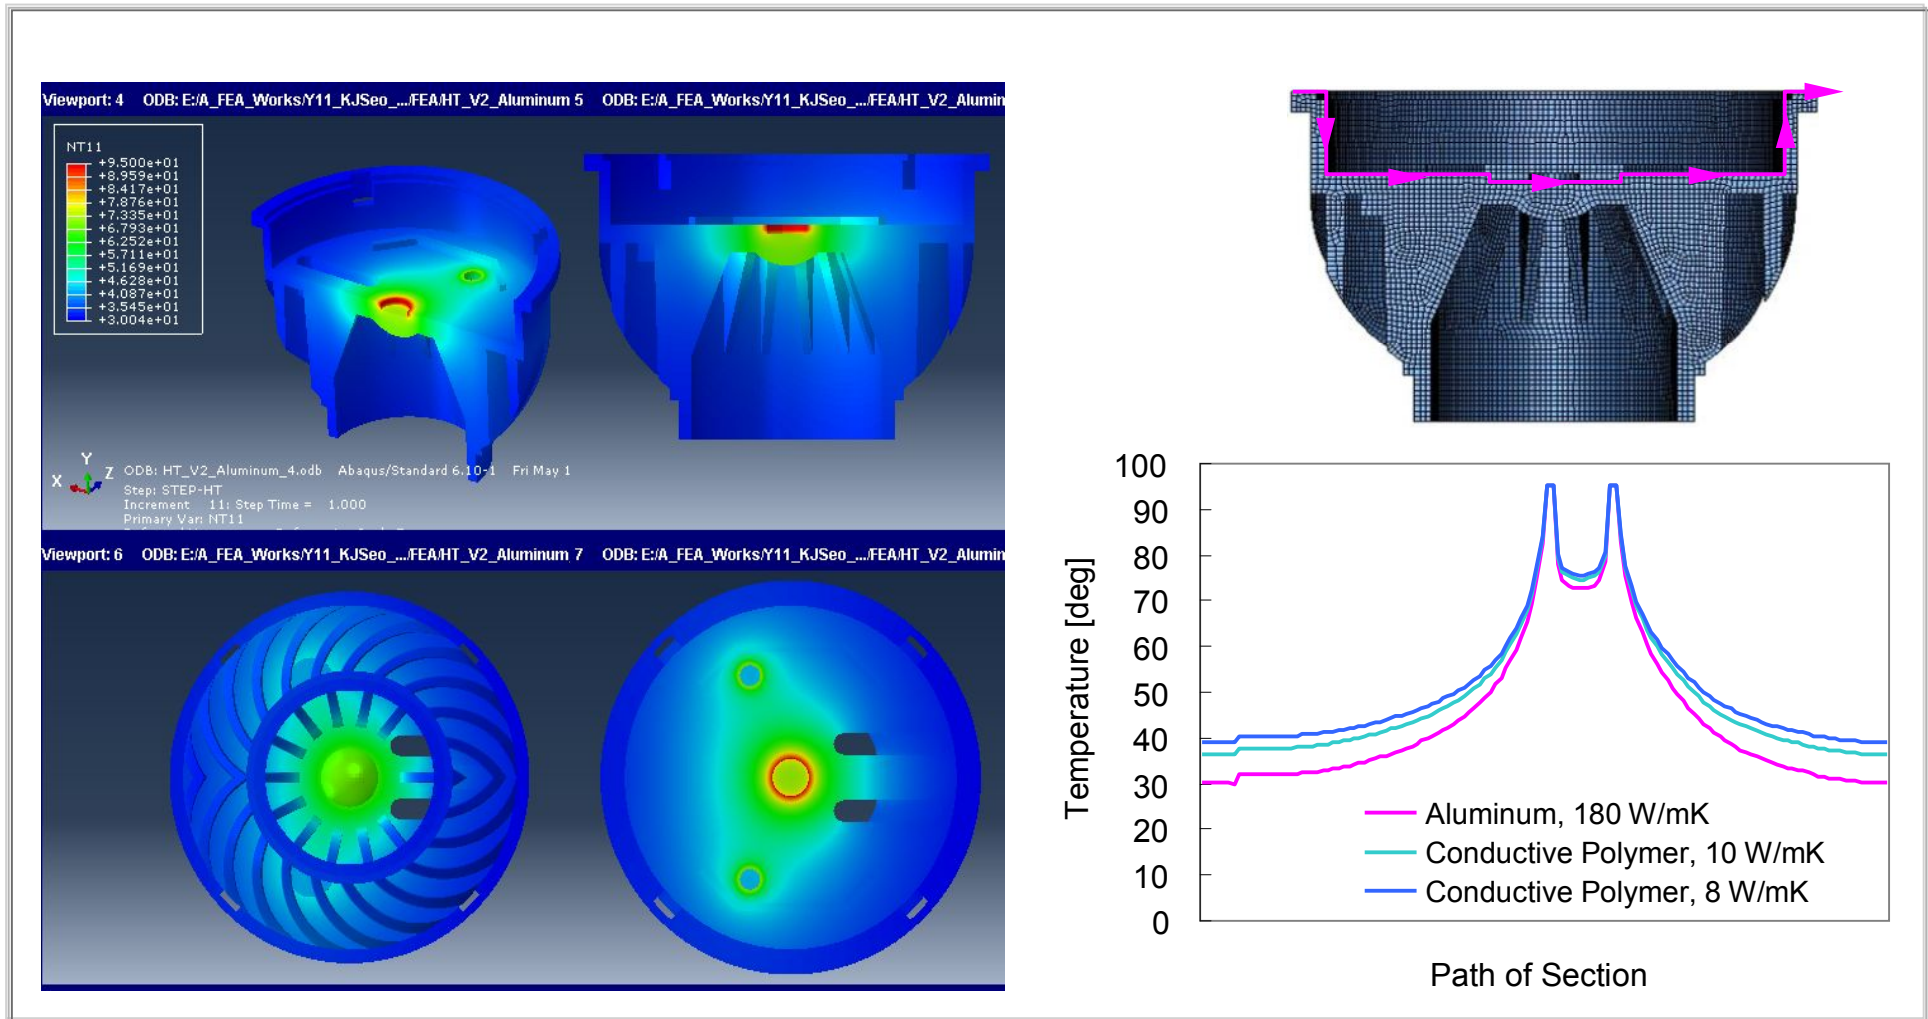 Viewport: 4 ODB: E:/A_FEA_Works/Y11_KJSeo_.../FEA/HT_V2_Aluminum 5 ODB: E:/A_FEA_Works/Y11_KJSeo_.../FEA/HT_V2_Alumin
NT11
+9.500e+01
+8.959e+01
+8.417e+01
+7.876e+01
+7.335e+01
+6.793e+01
+6.252e+01
+5.711e+01
+5.169e+01
+4.628e+01
+4.087e+01
+3.545e+01
+3.004e+01
Y
X Z
ODB: HT_V2_Aluminum_4.odb Abaqus/Standard 6.10-1 Fri May 1
Step: STEP-HT
Increment 11: Step Time = 1.000
Primary Var: NT11
Viewport: 6 ODB: E:/A_FEA_Works/Y11_KJSeo_.../FEA/HT_V2_Aluminum 7 ODB: E:/A_FEA_Works/Y11_KJSeo_.../FEA/HT_V2_Alumin
100
90
80
70
60
50
40
30
20
10
0
Temperature [deg]
Aluminum, 180 W/mK
Conductive Polymer, 10 W/mK
Conductive Polymer, 8 W/mK
Path of Section